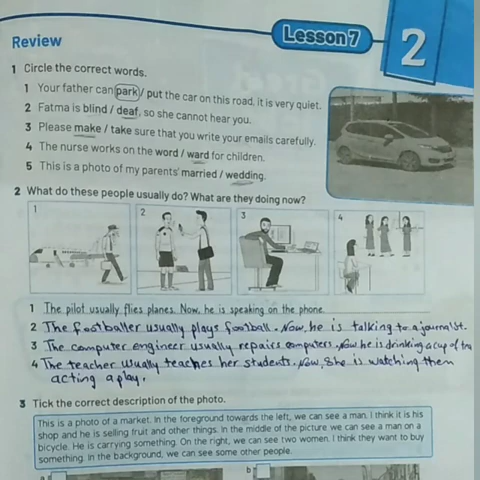 Review
Lesson 7
2
1 Circle the correct words.
1 Your father can park / put the car on this road. It is very quiet.
2 Fatma is blind / deaf, so she cannot hear you.
3 Please make / take sure that you write your emails carefully.
4 The nurse works on the word / ward for children.
5 This is a photo of my parents' married / wedding.
2 What do these people usually do? What are they doing now?
1
2
3
4
1 The pilot usually flies planes. Now, he is speaking on the phone.
2 The footballer usually plays football. Now, he is talking to a journalist.
3 The computer engineer usually repairs computers. Now he is drinking a cup of tea
4 The teacher usually teaches her students. Now, she is watching them
acting a play.
3 Tick the correct description of the photo.
This is a photo of a market. In the foreground towards the left, we can see a man. I think it is his
shop and he is selling fruit and other things. In the middle of the picture we can see a man on a
bicycle. He is carrying something. On the right, we can see two women. I think they want to buy
something. In the background, we can see some other people.
a
b